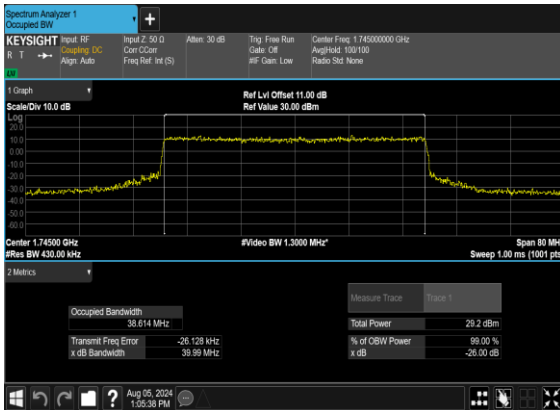 Spectrum Analyzer 1
Occupied BW
+
KEYSIGHT
R T
LXI
Input: RF
Coupling: DC
Align: Auto
Input Z: 50 Ω
Corr CCorr
Freq Ref: Int (S)
Atten: 30 dB
Trig: Free Run
Gate: Off
#IF Gain: Low
Center Freq: 1.745000000 GHz
Avg|Hold: 100/100
Radio Std: None
1 Graph
Scale/Div 10.0 dB
Ref Lvl Offset 11.00 dB
Ref Value 30.00 dBm
Log
20.0
10.0
0.00
-10.0
-20.0
-30.0
-40.0
-50.0
-60.0
Center 1.74500 GHz
#Video BW 1.3000 MHz*
Span 80 MH
#Res BW 430.00 kHz
Sweep 1.00 ms (1001 pts
2 Metrics
Measure Trace Trace 1
Occupied Bandwidth
38.614 MHz
Total Power 29.2 dBm
Transmit Freq Error -26.128 kHz
% of OBW Power 99.00 %
x dB Bandwidth 39.99 MHz
x dB -26.00 dB
?
Aug 05, 2024
1:05:38 PM